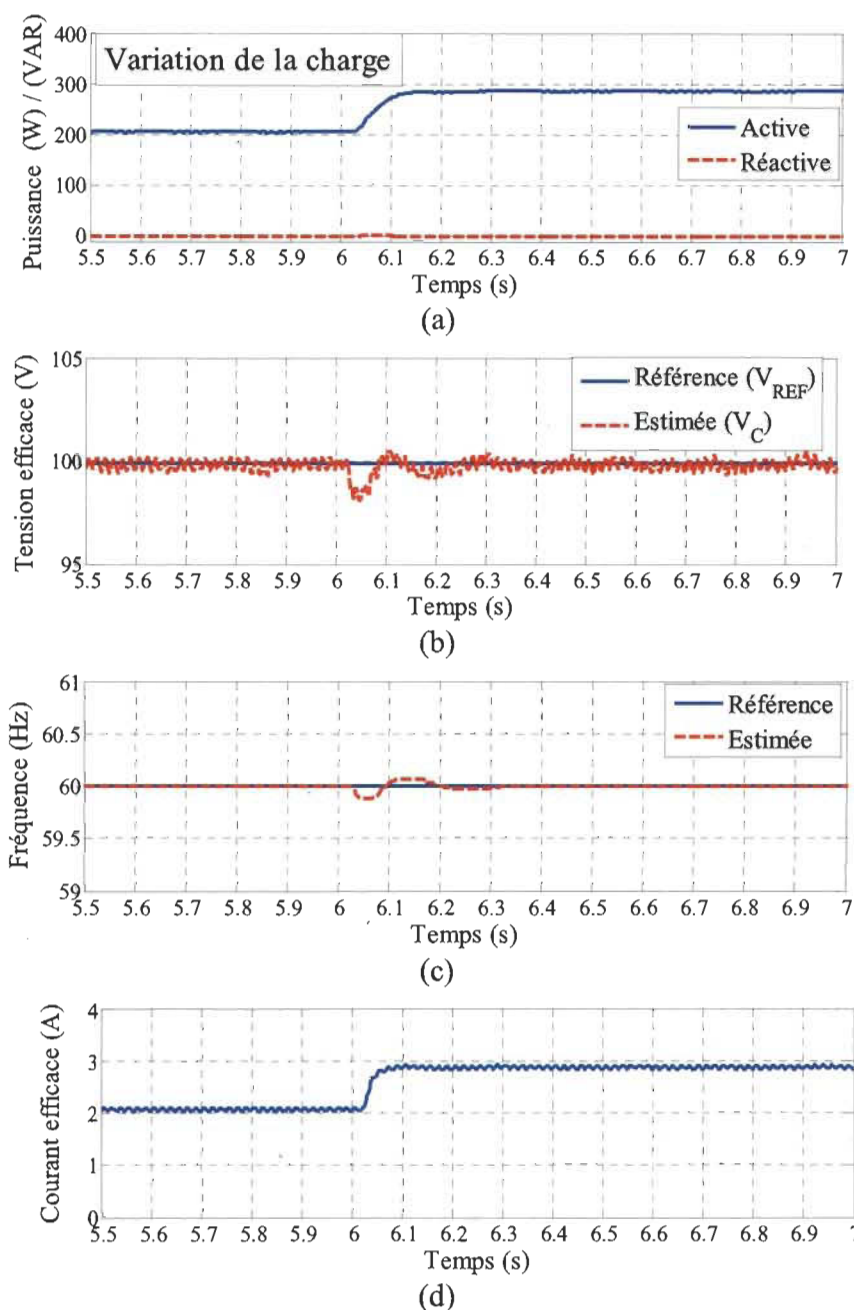 Variation de la charge
Puissance (W) / (VAR)
400
300
200
100
0
Active
Réactive
5.5 5.6 5.7 5.8 5.9 6 6.1 6.2 6.3 6.4 6.5 6.6 6.7 6.8 6.9 7
Temps (s)
(a)
Tension efficace (V)
105
100
95
Référence (V_REF)
Estimée (V_C)
5.5 5.6 5.7 5.8 5.9 6 6.1 6.2 6.3 6.4 6.5 6.6 6.7 6.8 6.9 7
Temps (s)
(b)
Fréquence (Hz)
61
60.5
60
59.5
59
Référence
Estimée
5.5 5.6 5.7 5.8 5.9 6 6.1 6.2 6.3 6.4 6.5 6.6 6.7 6.8 6.9 7
Temps (s)
(c)
Courant efficace (A)
4
3
2
1
0
5.5 5.6 5.7 5.8 5.9 6 6.1 6.2 6.3 6.4 6.5 6.6 6.7 6.8 6.9 7
Temps (s)
(d)